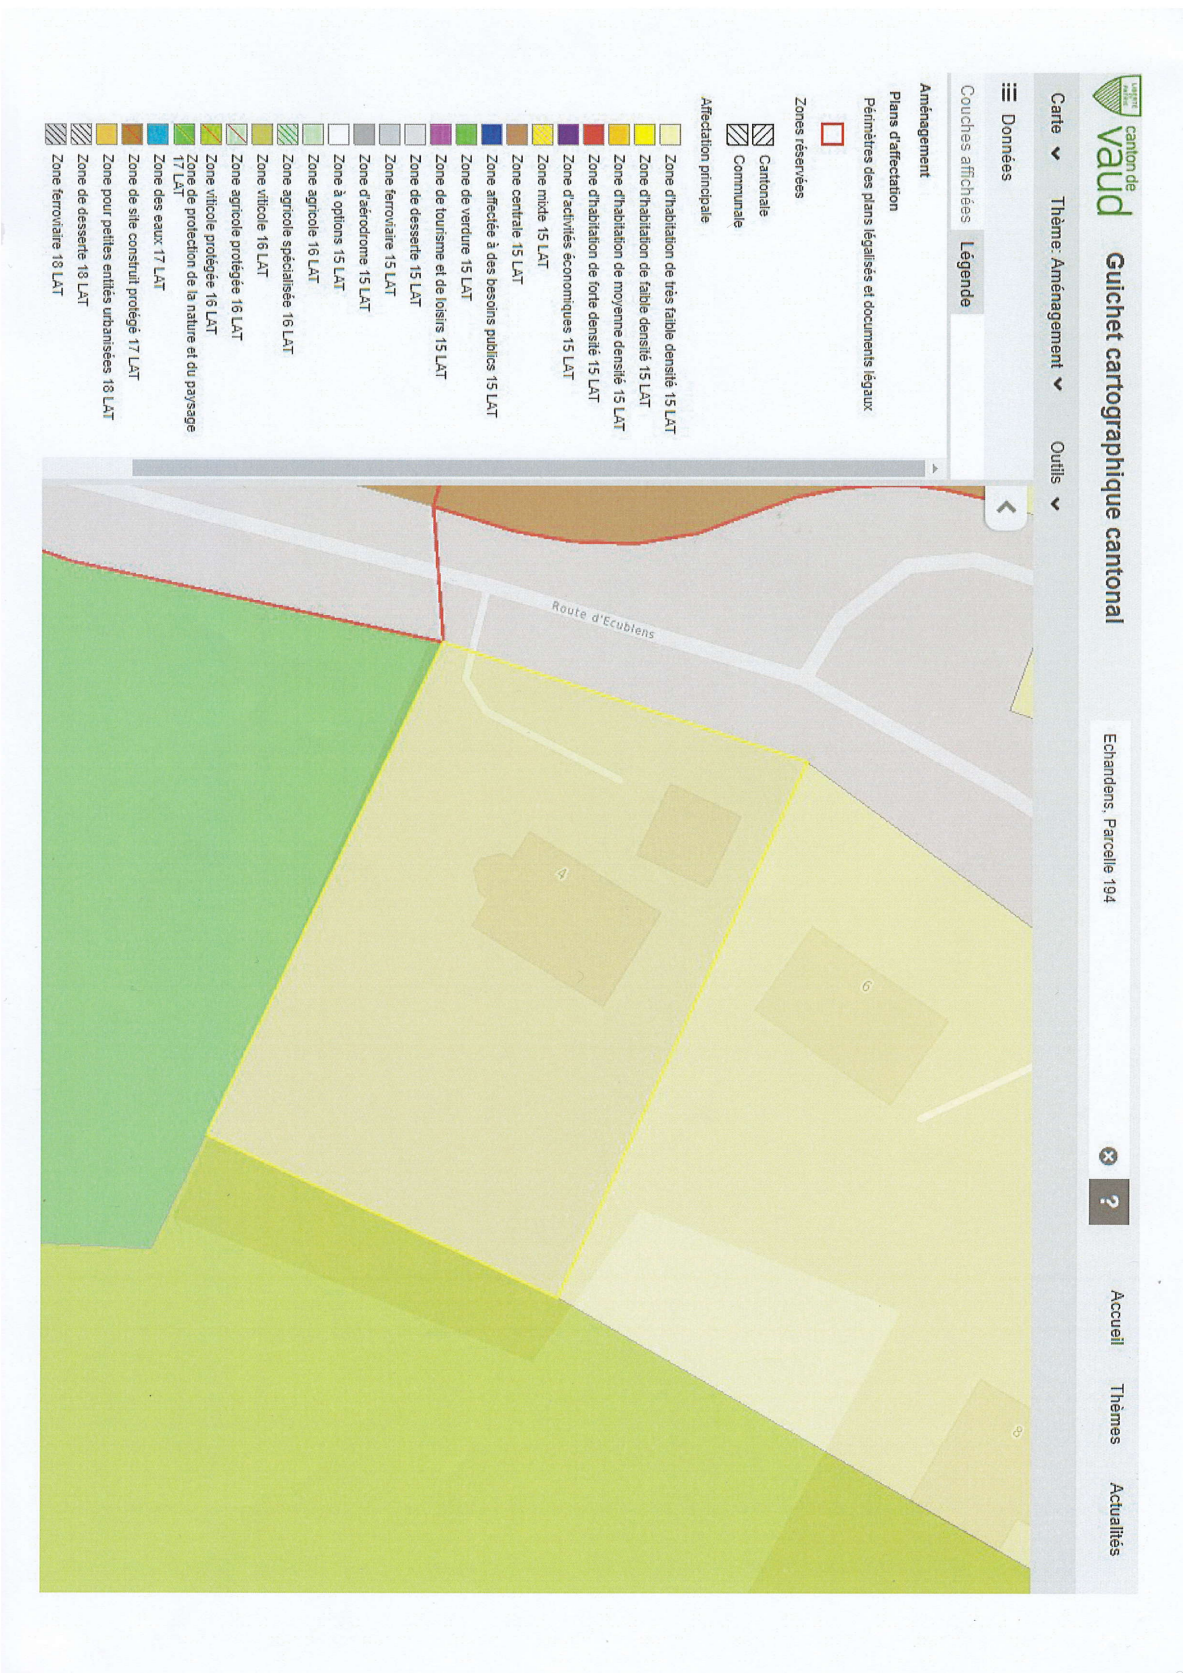 LIBERTÉ ET PATRIE
canton de
vaud
Guichet cartographique cantonal
Echandens, Parcelle 194
?
Accueil
Thèmes
Actualités
Carte
Thème: Aménagement
Outils
Données
Couches affichées
Légende
Aménagement
Plans d'affectation
Périmètres des plans légalisés et documents légaux
Zones réservées
Cantonale
Communale
Affectation principale
Zone d'habitation de très faible densité 15 LAT
Zone d'habitation de faible densité 15 LAT
Zone d'habitation de moyenne densité 15 LAT
Zone d'habitation de forte densité 15 LAT
Zone d'activités économiques 15 LAT
Zone mixte 15 LAT
Zone centrale 15 LAT
Zone affectée à des besoins publics 15 LAT
Zone de verdure 15 LAT
Zone de tourisme et de loisirs 15 LAT
Zone de desserte 15 LAT
Zone ferroviaire 15 LAT
Zone d'aérodrome 15 LAT
Zone à options 15 LAT
Zone agricole 16 LAT
Zone agricole spécialisée 16 LAT
Zone viticole 16 LAT
Zone agricole protégée 16 LAT
Zone viticole protégée 16 LAT
Zone de protection de la nature et du paysage
17 LAT
Zone des eaux 17 LAT
Zone de site construit protégé 17 LAT
Zone pour petites entités urbanisées 18 LAT
Zone de desserte 18 LAT
Zone ferroviaire 18 LAT
Route d'Ecublens
4
6
8